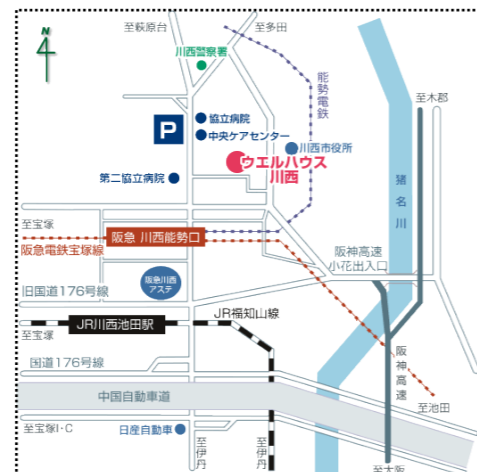 N
至萩原台
至多田
川西警察署
能勢電鉄
至木部
P
協立病院
中央ケアセンター
川西市役所
ウエルハウス
川西
第二協立病院
猪名川
至宝塚
阪急 川西能勢口
阪急電鉄宝塚線
阪神高速
小花出入口
阪急川西
アステ
旧国道176号線
JR川西池田駅
JR福知山線
至宝塚
国道176号線
阪神高速
中国自動車道
至池田
至宝塚I・C
日産自動車
至伊丹
至伊丹
至大阪